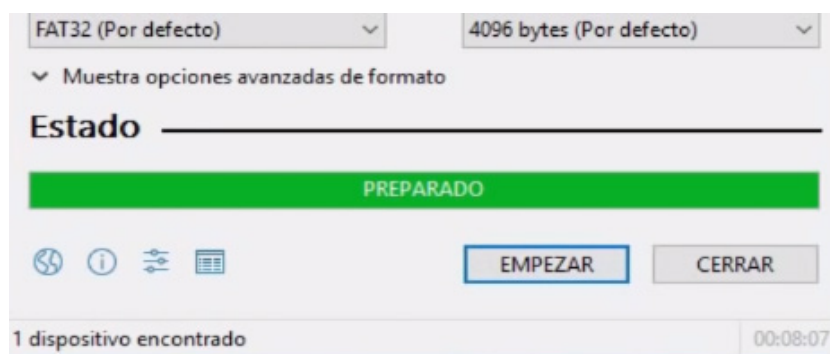 FAT32 (Por defecto) 4096 bytes (Por defecto)
Muestra opciones avanzadas de formato
Estado
PREPARADO
EMPEZAR CERRAR
1 dispositivo encontrado 00:08:07